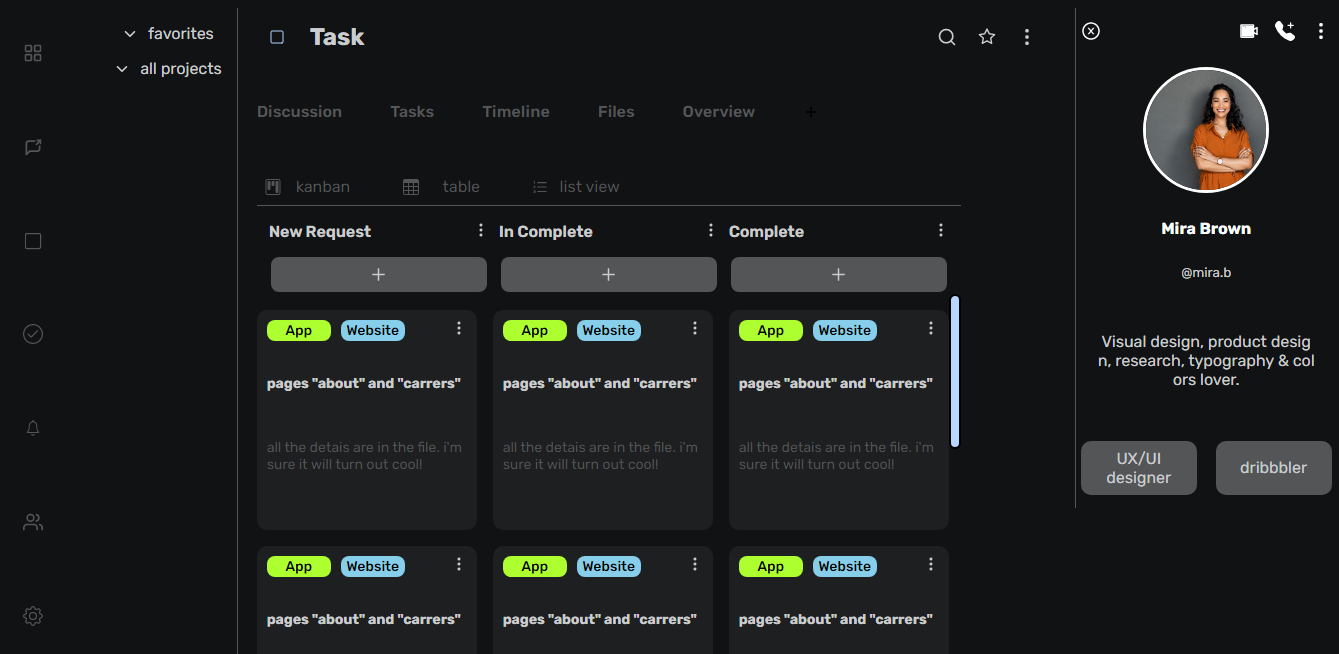 favorites
all projects
Task
Discussion Tasks Timeline Files Overview +
kanban table list view
New Request In Complete Complete
+ + +
App Website App Website App Website
pages "about" and "carrers" pages "about" and "carrers" pages "about" and "carrers"
all the detais are in the file. i'm all the detais are in the file. i'm all the detais are in the file. i'm
sure it will turn out cool! sure it will turn out cool! sure it will turn out cool!
App Website App Website App Website
pages "about" and "carrers" pages "about" and "carrers" pages "about" and "carrers"
Mira Brown
@mira.b
Visual design, product desig
n, research, typography & col
ors lover.
UX/UI
designer
dribbbler